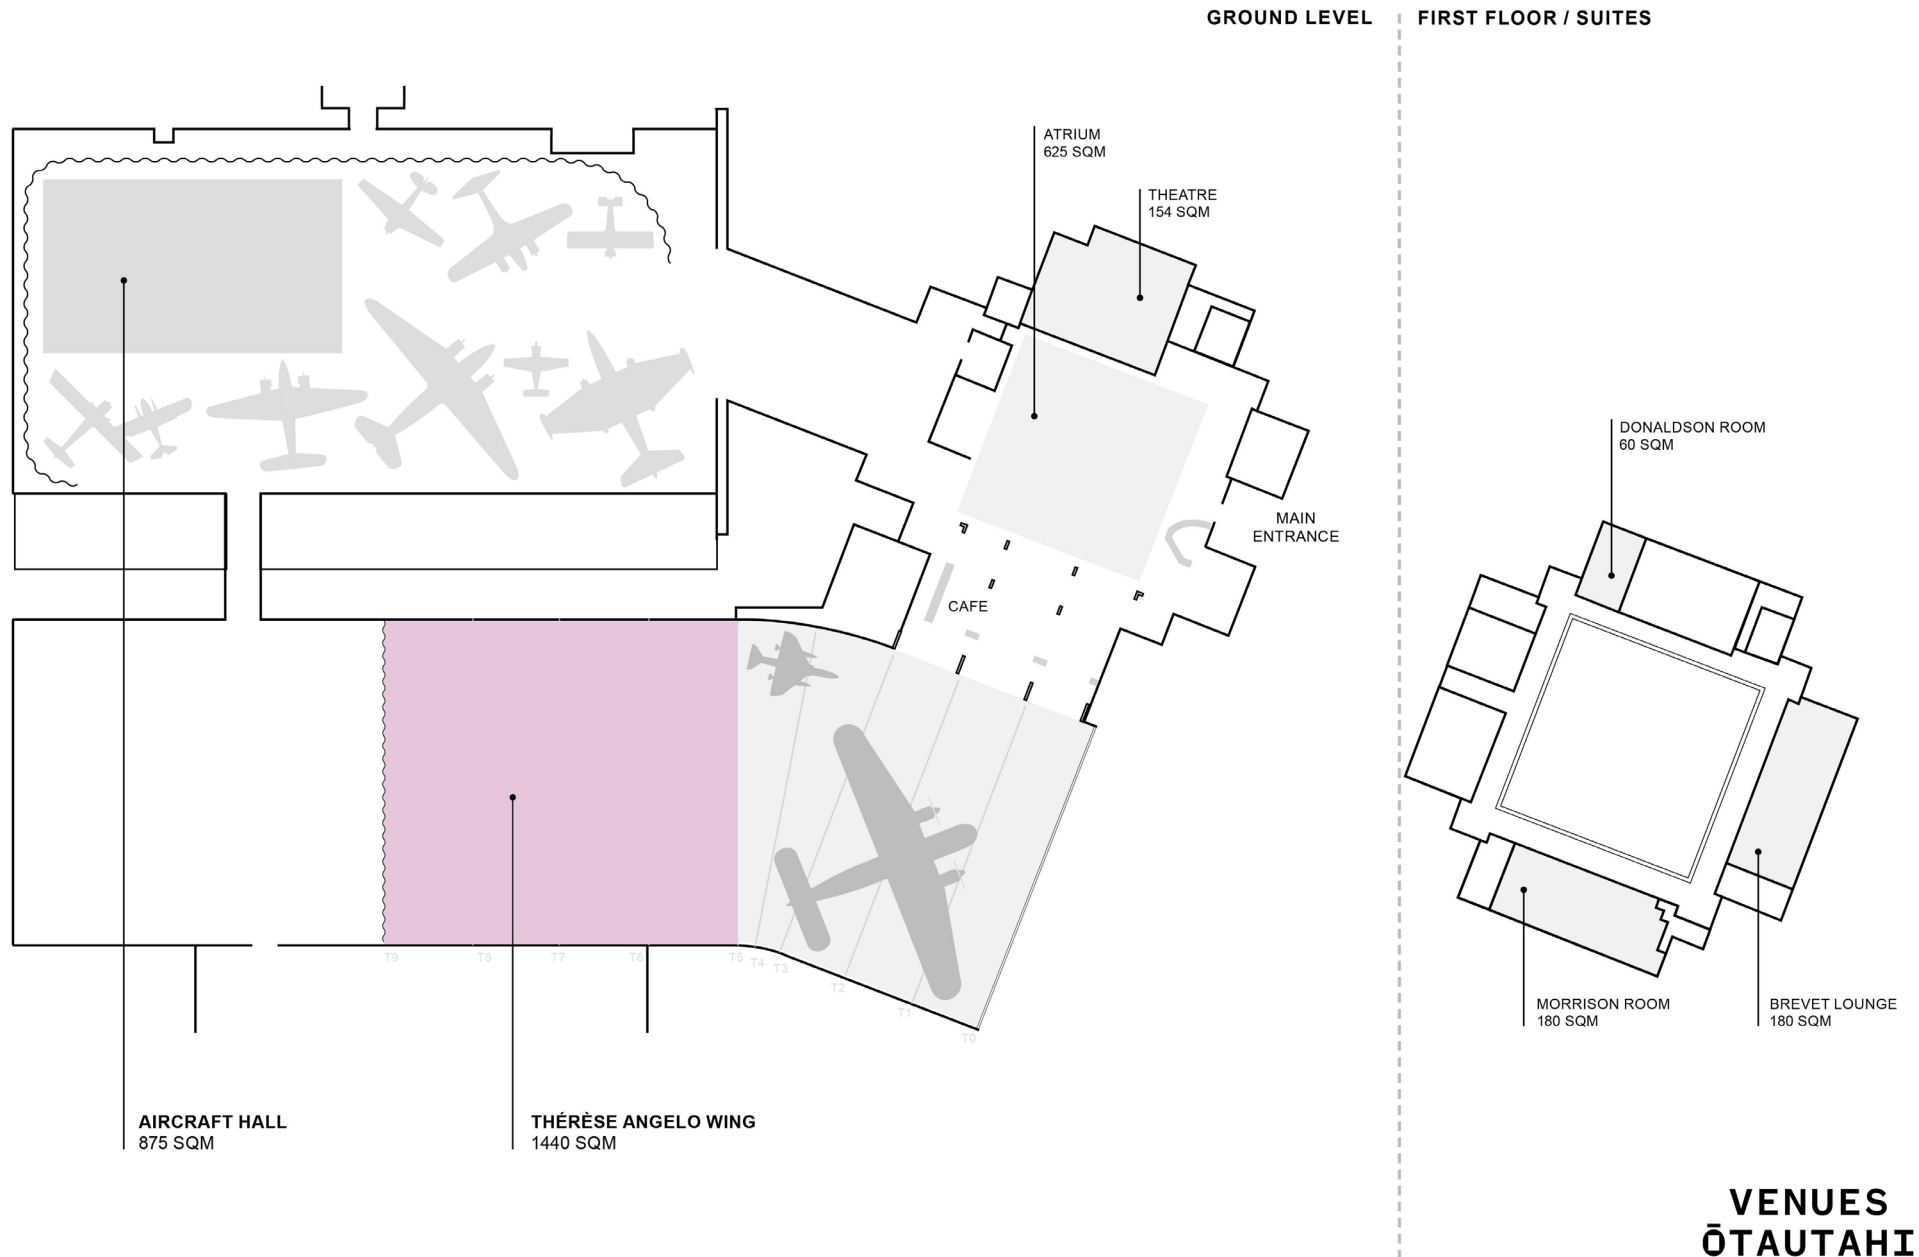 GROUND LEVEL
FIRST FLOOR / SUITES
ATRIUM
625 SQM
THEATRE
154 SQM
DONALDSON ROOM
60 SQM
MAIN
ENTRANCE
CAFE
T9
T8
T7
T6
T5
T4
T3
T2
T1
T0
MORRISON ROOM
180 SQM
BREVET LOUNGE
180 SQM
AIRCRAFT HALL
875 SQM
THÉRÈSE ANGELO WING
1440 SQM
VENUES
ŌTAUTAHI